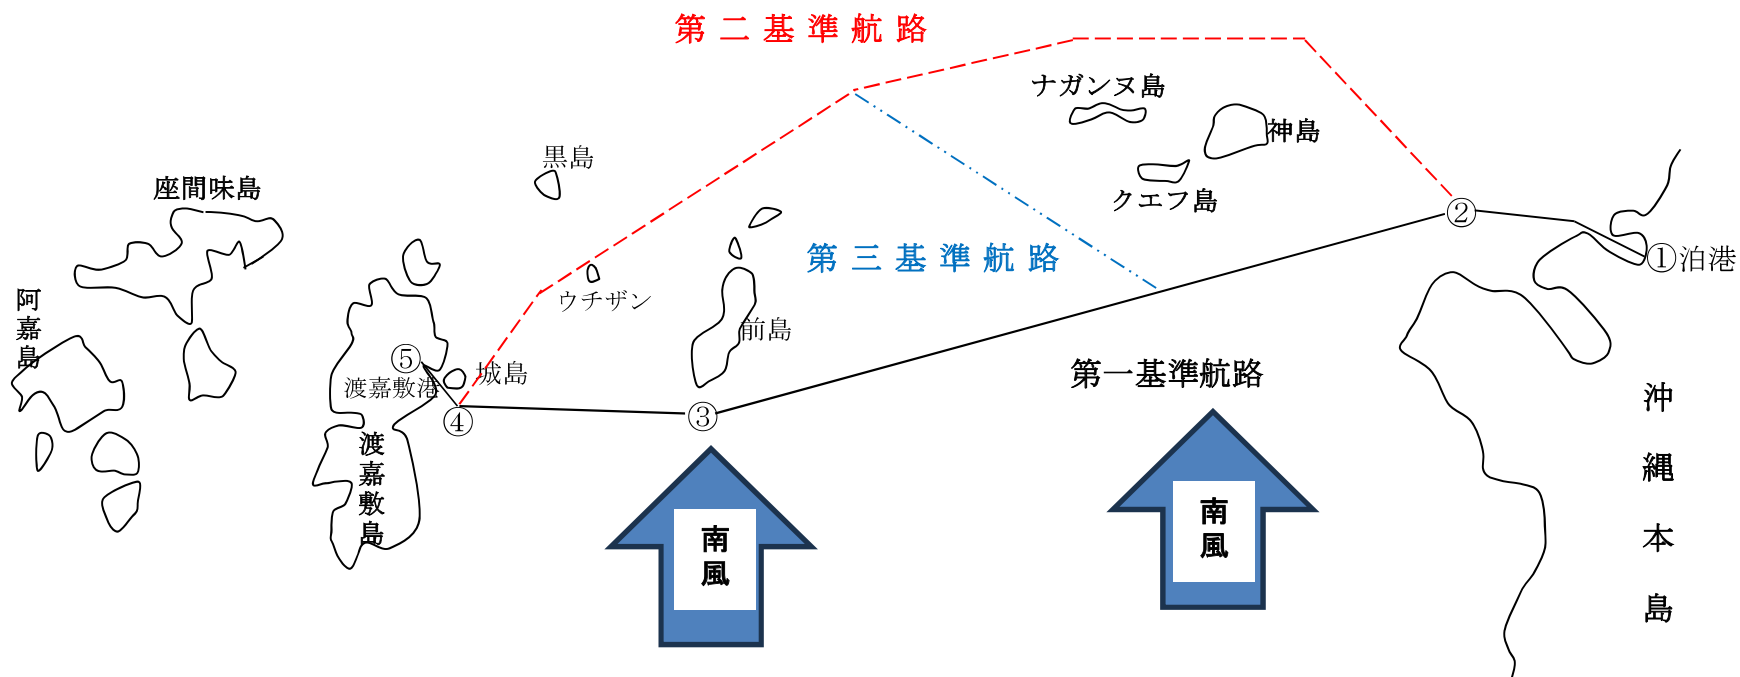 第二基準航路
ナガンヌ島
神島
黒島
座間味島
クエフ島
②
第三基準航路
①泊港
阿嘉島
ウチザン
前島
⑤
城島
渡嘉敷港
第一基準航路
④
③
沖縄本島
渡嘉敷島
南風
南風